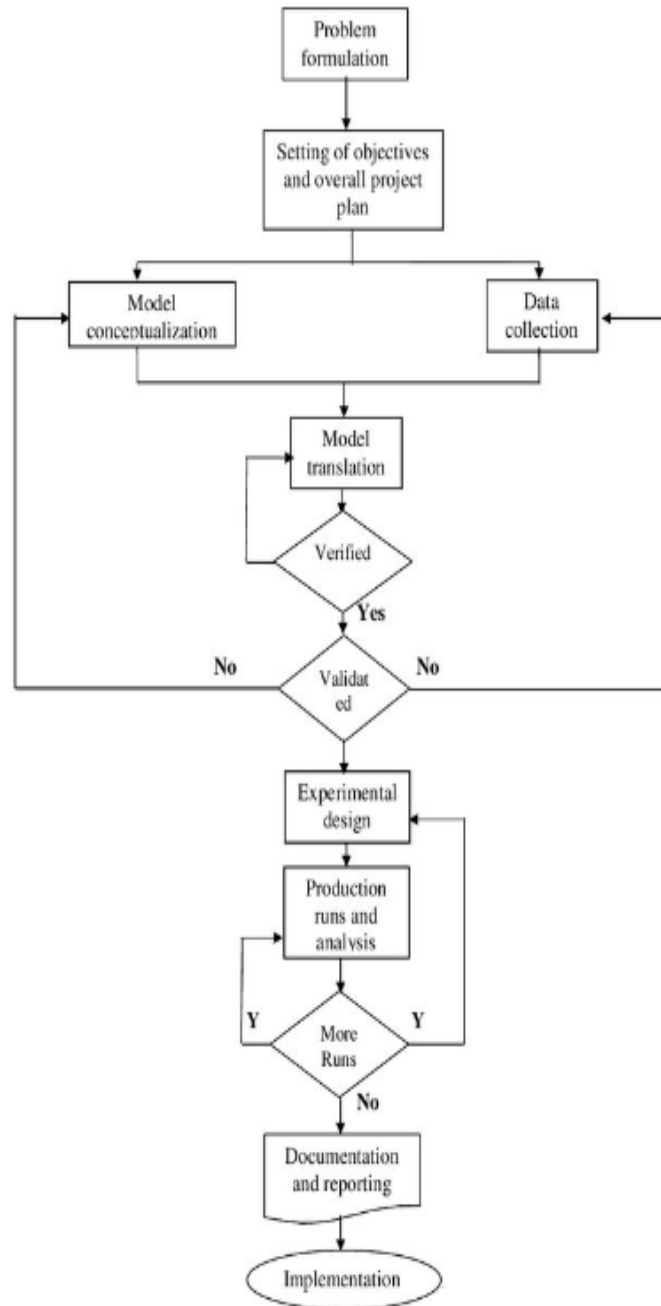 Problem
formulation
Setting of objectives
and overall project
plan
Model
conceptualization
Data
collection
Model
translation
Verified
Yes
No
No
Validat
ed
Experimental
design
Production
runs and
analysis
Y
Y
More
Runs
No
Documentation
and reporting
Implementation